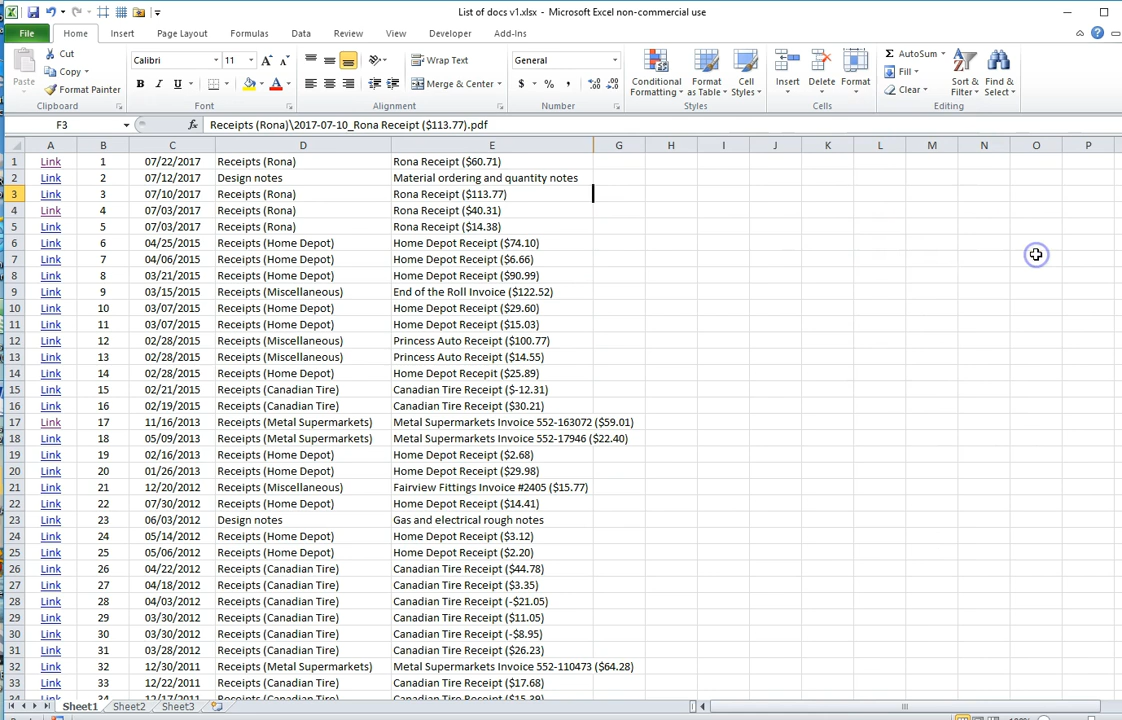 List of docs v1.xlsx - Microsoft Excel non-commercial use
File Home Insert Page Layout Formulas Data Review View Developer Add-Ins
Paste Cut Copy Format Painter Clipboard
Calibri 11 B I U A Font
Wrap Text Merge & Center Alignment
General $ % , Number
Conditional Formatting Format as Table Cell Styles Styles
Insert Delete Format Cells
Σ AutoSum Fill Clear Sort & Filter Find & Select Editing
F3 fx Receipts (Rona)\2017-07-10_Rona Receipt ($113.77).pdf
A B C D E G H I J K L M N O P
1 Link 1 07/22/2017 Receipts (Rona) Rona Receipt ($60.71)
2 Link 2 07/12/2017 Design notes Material ordering and quantity notes
3 Link 3 07/10/2017 Receipts (Rona) Rona Receipt ($113.77)
4 Link 4 07/03/2017 Receipts (Rona) Rona Receipt ($40.31)
5 Link 5 07/03/2017 Receipts (Rona) Rona Receipt ($14.38)
6 Link 6 04/25/2015 Receipts (Home Depot) Home Depot Receipt ($74.10)
7 Link 7 04/06/2015 Receipts (Home Depot) Home Depot Receipt ($6.66)
8 Link 8 03/21/2015 Receipts (Home Depot) Home Depot Receipt ($90.99)
9 Link 9 03/15/2015 Receipts (Miscellaneous) End of the Roll Invoice ($122.52)
10 Link 10 03/07/2015 Receipts (Home Depot) Home Depot Receipt ($29.60)
11 Link 11 03/07/2015 Receipts (Home Depot) Home Depot Receipt ($15.03)
12 Link 12 02/28/2015 Receipts (Miscellaneous) Princess Auto Receipt ($100.77)
13 Link 13 02/28/2015 Receipts (Miscellaneous) Princess Auto Receipt ($14.55)
14 Link 14 02/28/2015 Receipts (Home Depot) Home Depot Receipt ($25.89)
15 Link 15 02/21/2015 Receipts (Canadian Tire) Canadian Tire Receipt ($-12.31)
16 Link 16 02/19/2015 Receipts (Canadian Tire) Canadian Tire Receipt ($30.21)
17 Link 17 11/16/2013 Receipts (Metal Supermarkets) Metal Supermarkets Invoice 552-163072 ($59.01)
18 Link 18 05/09/2013 Receipts (Metal Supermarkets) Metal Supermarkets Invoice 552-17946 ($22.40)
19 Link 19 02/16/2013 Receipts (Home Depot) Home Depot Receipt ($2.68)
20 Link 20 01/26/2013 Receipts (Home Depot) Home Depot Receipt ($29.98)
21 Link 21 12/20/2012 Receipts (Miscellaneous) Fairview Fittings Invoice #2405 ($15.77)
22 Link 22 07/30/2012 Receipts (Home Depot) Home Depot Receipt ($14.41)
23 Link 23 06/03/2012 Design notes Gas and electrical rough notes
24 Link 24 05/14/2012 Receipts (Home Depot) Home Depot Receipt ($3.12)
25 Link 25 05/06/2012 Receipts (Home Depot) Home Depot Receipt ($2.20)
26 Link 26 04/22/2012 Receipts (Canadian Tire) Canadian Tire Receipt ($44.78)
27 Link 27 04/18/2012 Receipts (Canadian Tire) Canadian Tire Receipt ($3.35)
28 Link 28 04/03/2012 Receipts (Canadian Tire) Canadian Tire Receipt (-$21.05)
29 Link 29 03/30/2012 Receipts (Canadian Tire) Canadian Tire Receipt ($11.05)
30 Link 30 03/30/2012 Receipts (Canadian Tire) Canadian Tire Receipt (-$8.95)
31 Link 31 03/28/2012 Receipts (Canadian Tire) Canadian Tire Receipt ($26.23)
32 Link 32 12/30/2011 Receipts (Metal Supermarkets) Metal Supermarkets Invoice 552-110473 ($64.28)
33 Link 33 12/22/2011 Receipts (Canadian Tire) Canadian Tire Receipt ($17.68)
34 Link 34 12/17/2011 Receipts (Canadian Tire) Canadian Tire Receipt ($15.39)
Sheet1 Sheet2 Sheet3